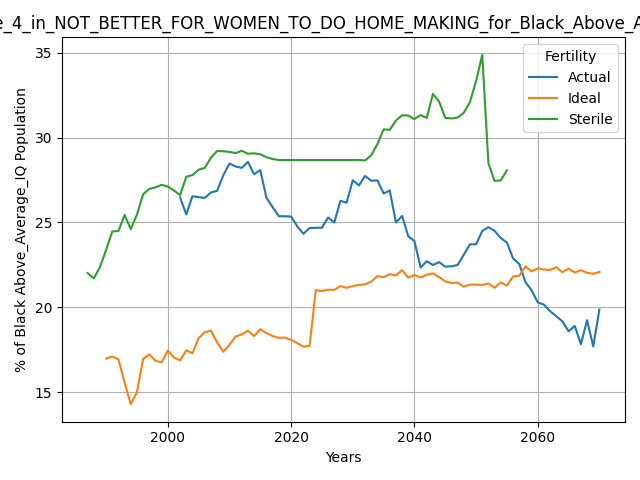 e_4_in_NOT_BETTER_FOR_WOMEN_TO_DO_HOME_MAKING_for_Black_Above_A
Fertility
Actual
Ideal
Sterile
% of Black Above_Average_IQ Population
35
30
25
20
15
2000
2020
2040
2060
Years